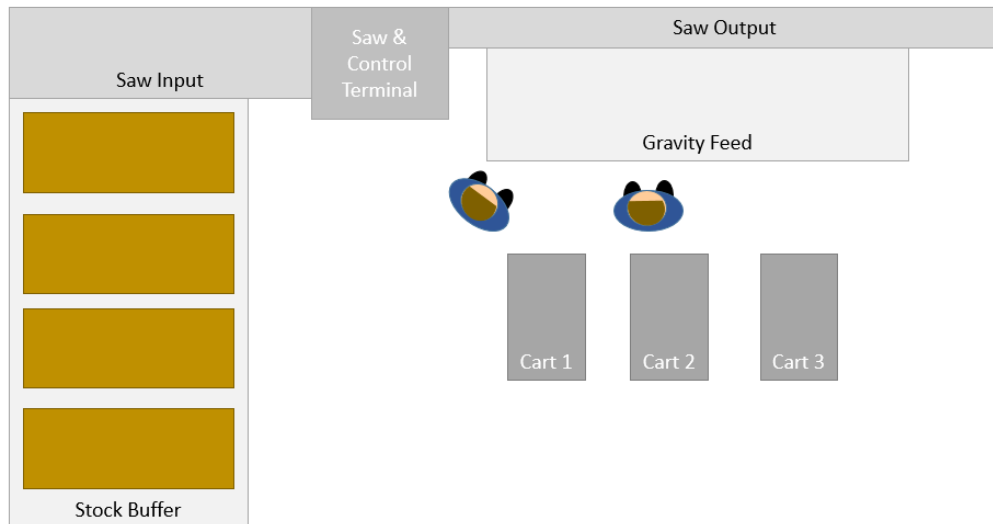 Saw Input
Saw &
Control
Terminal
Saw Output
Gravity Feed
Cart 1
Cart 2
Cart 3
Stock Buffer